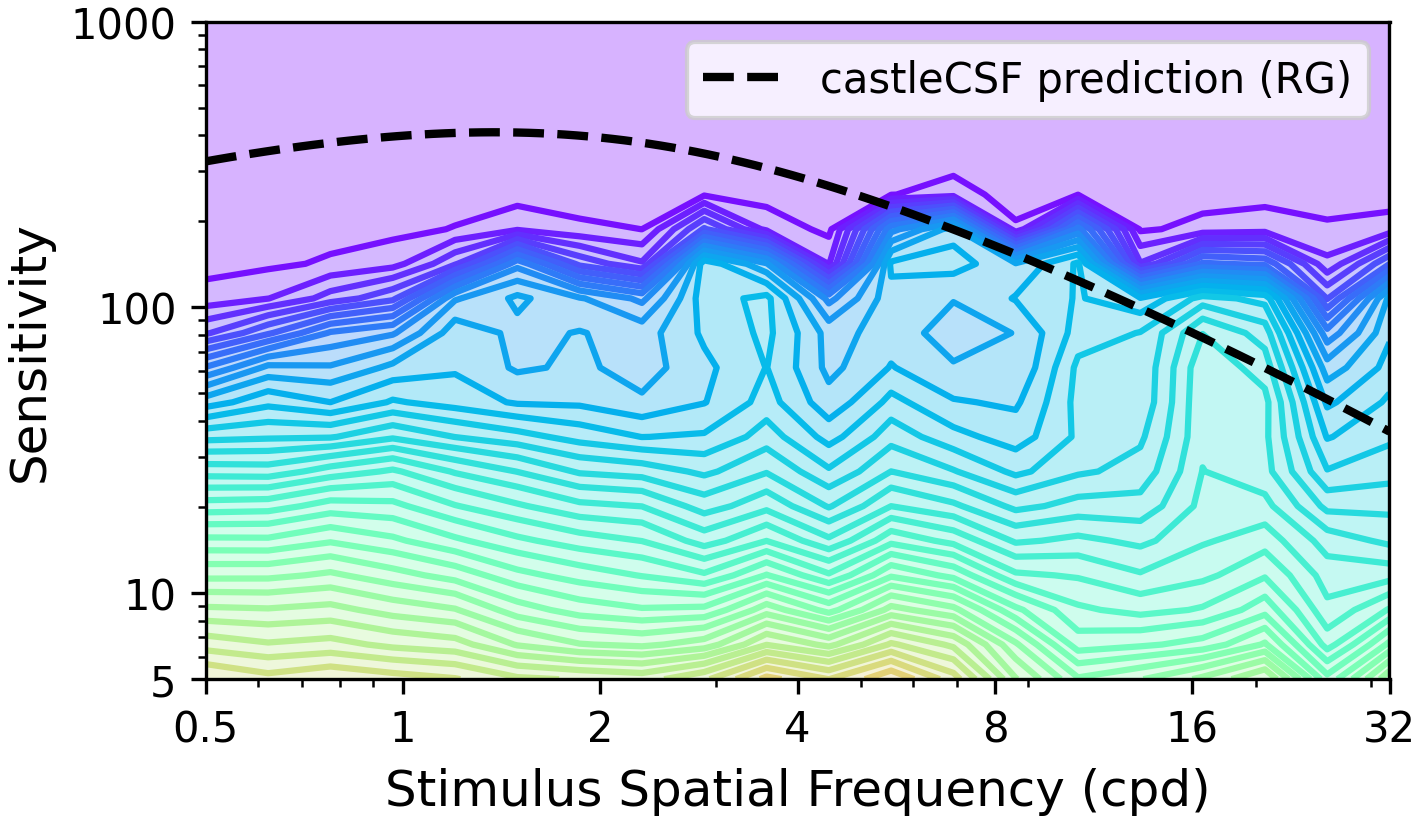 1000
castleCSF prediction (RG)
Sensitivity
100
10
5
0.5 1 2 4 8 16 32
Stimulus Spatial Frequency (cpd)